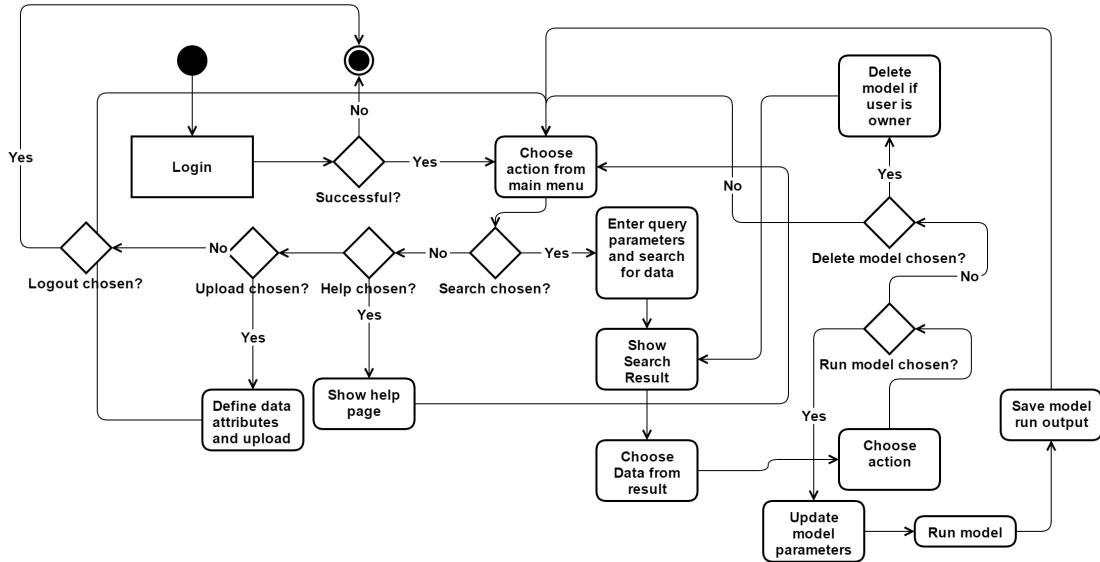 Delete
model if
user is
owner
No
Yes
Login
Yes
Choose
action from
main menu
Successful?
Yes
No
Enter query
parameters
and search
for data
No
No
Yes
Delete model chosen?
Logout chosen?
Upload chosen?
Help chosen?
Search chosen?
No
Yes
Yes
Show
Search
Result
Run model chosen?
Show help
page
Define data
attributes
and upload
Save model
run output
Yes
Choose
action
Choose
Data from
result
Update
model
parameters
Run model